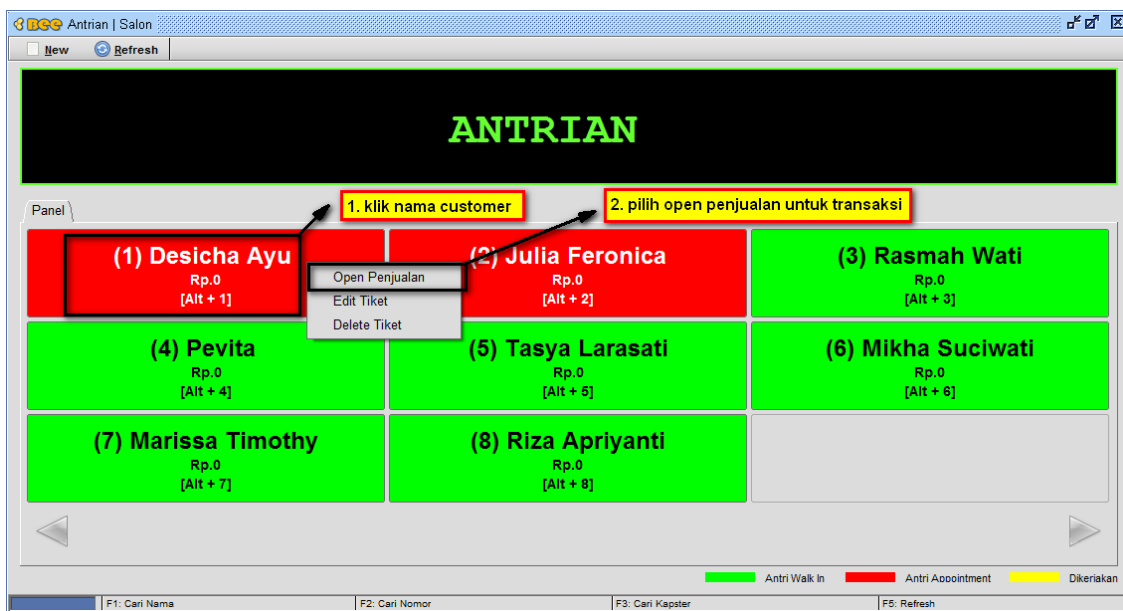 Bee Antrian | Salon
New Refresh
ANTRIAN
Panel
1. klik nama customer
2. pilih open penjualan untuk transaksi
(1) Desicha Ayu
Rp.0
[Alt + 1]
Open Penjualan
Edit Tiket
Delete Tiket
(2) Julia Feronica
Rp.0
[Alt + 2]
(3) Rasmah Wati
Rp.0
[Alt + 3]
(4) Pevita
Rp.0
[Alt + 4]
(5) Tasya Larasati
Rp.0
[Alt + 5]
(6) Mikha Suciwati
Rp.0
[Alt + 6]
(7) Marissa Timothy
Rp.0
[Alt + 7]
(8) Riza Apriyanti
Rp.0
[Alt + 8]
Antri Walk In Antri Appointment Dikerjakan
F1: Cari Nama F2: Cari Nomor F3: Cari Kapster F5: Refresh